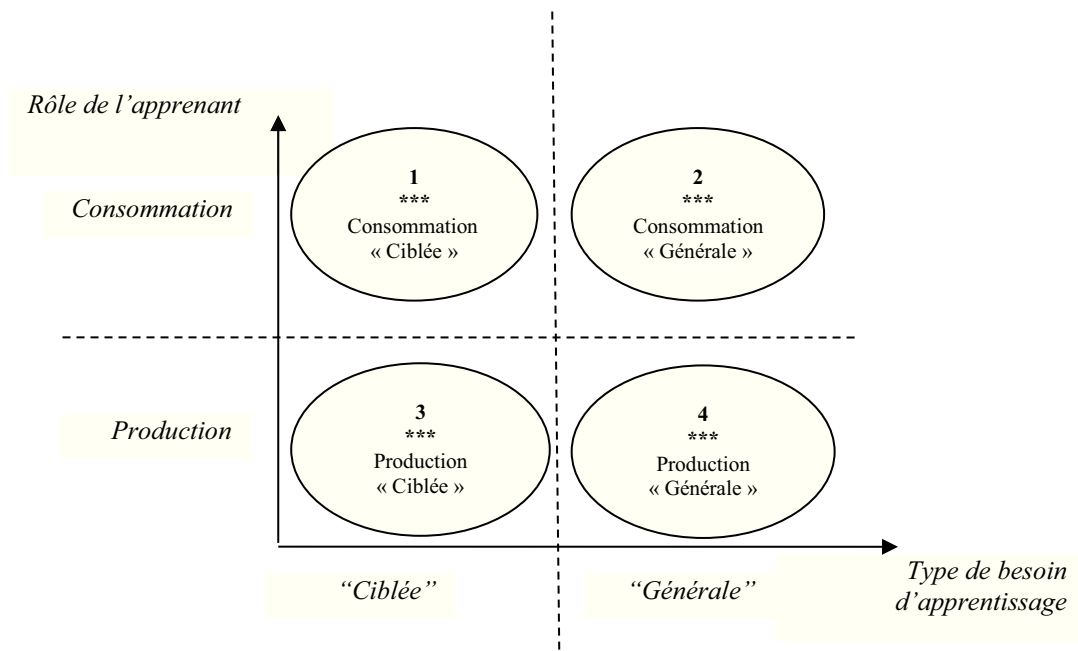 Rôle de l’apprenant
Consommation
1
***
Consommation
« Ciblée »
2
***
Consommation
« Générale »
Production
3
***
Production
« Ciblée »
4
***
Production
« Générale »
“Ciblée”
“Générale”
Type de besoin
d’apprentissage